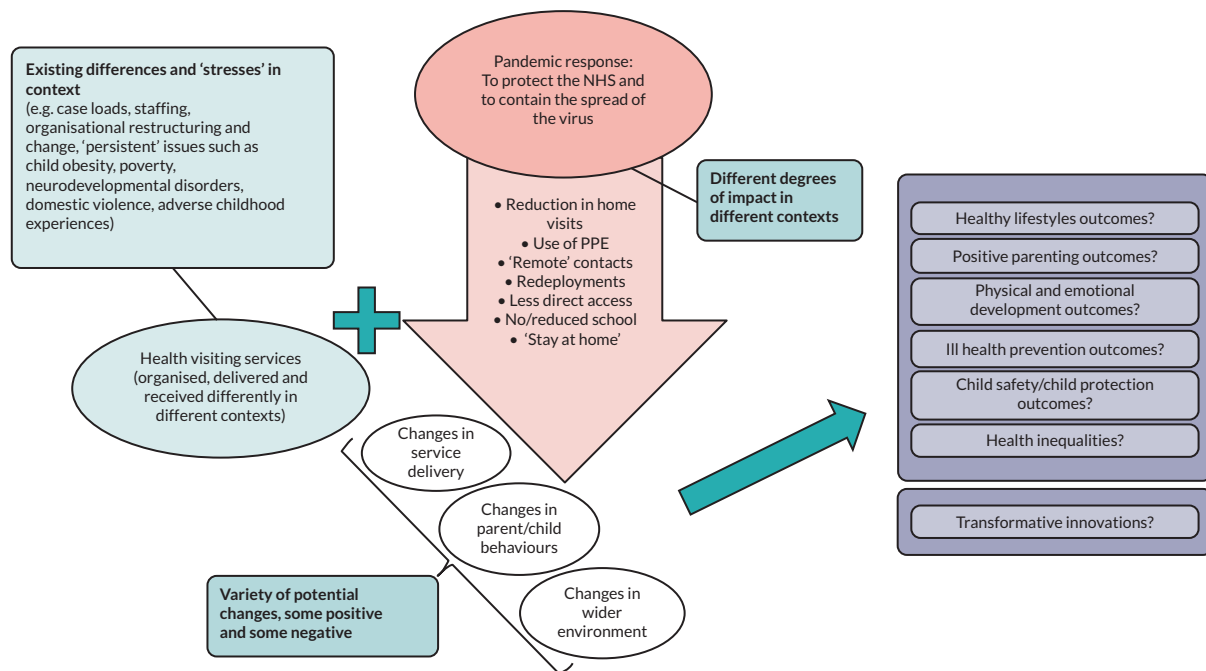 Existing differences and ‘stresses’ in
context
(e.g. case loads, staffing,
organisational restructuring and
change, ‘persistent’ issues such as
child obesity, poverty,
neurodevelopmental disorders,
domestic violence, adverse childhood
experiences)
Health visiting services
(organised, delivered and
received differently in
different contexts)
Pandemic response:
To protect the NHS and
to contain the spread of
the virus
Different degrees
of impact in
different contexts
• Reduction in home
visits
• Use of PPE
• ‘Remote’ contacts
• Redeployments
• Less direct access
• No/reduced school
• ‘Stay at home’
Changes in
service
delivery
Changes in
parent/child
behaviours
Changes in
wider
environment
Variety of potential
changes, some positive
and some negative
Healthy lifestyles outcomes?
Positive parenting outcomes?
Physical and emotional
development outcomes?
Ill health prevention outcomes?
Child safety/child protection
outcomes?
Health inequalities?
Transformative innovations?